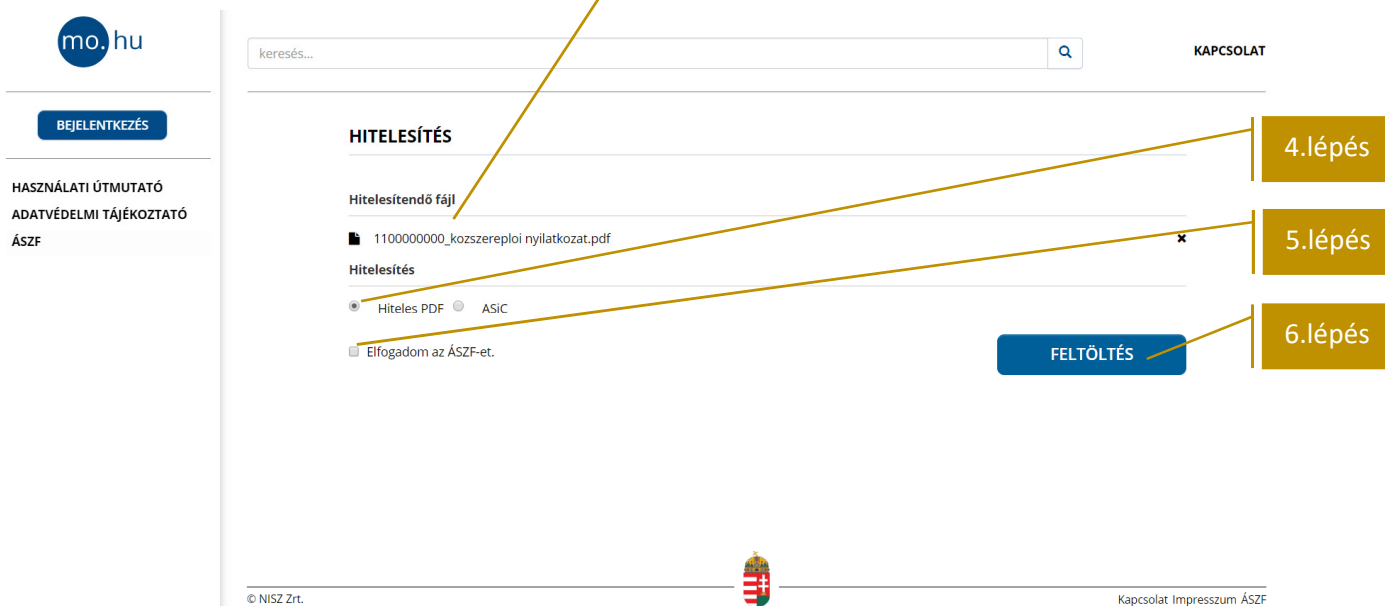 mo.hu
keresés...
KAPCSOLAT
BEJELENTKEZÉS
HASZNÁLATI ÚTMUTATÓ
ADATVÉDELMI TÁJÉKOZTATÓ
ÁSZF
HITELESÍTÉS
4.lépés
Hitelesítendő fájl
1100000000_kozszereploi nyilatkozat.pdf
5.lépés
Hitelesítés
Hiteles PDF ASiC
Elfogadom az ÁSZF-et.
FELTÖLTÉS
6.lépés
© NISZ Zrt.
Kapcsolat Impresszum ÁSZF